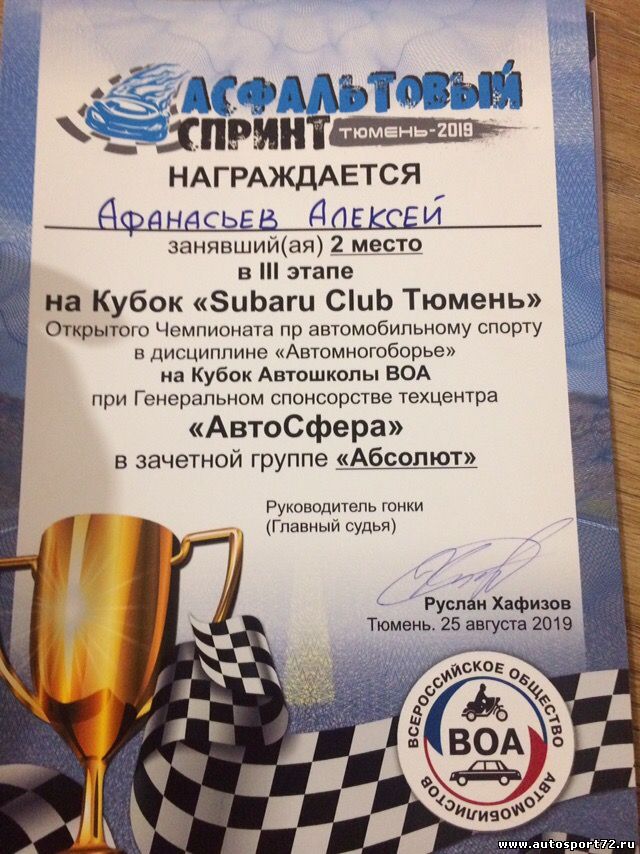 АСФАЛЬТОВЫЙ
СПРИНТ ТЮМЕНЬ-2019
НАГРАЖДАЕТСЯ
Афанасьев Алексей
занявший(ая) 2 место
в III этапе
на Кубок «Subaru Club Тюмень»
Открытого Чемпионата пр автомобильному спорту
в дисциплине «Автомногоборье»
на Кубок Автошколы ВОА
при Генеральном спонсорстве техцентра
«АвтоСфера»
в зачетной группе «Абсолют»
Руководитель гонки
(Главный судья)
Руслан Хафизов
Тюмень. 25 августа 2019
ВСЕРОССИЙСКОЕ ОБЩЕСТВО
ВОА
АВТОМОБИЛИСТОВ
www.autosport72.ru